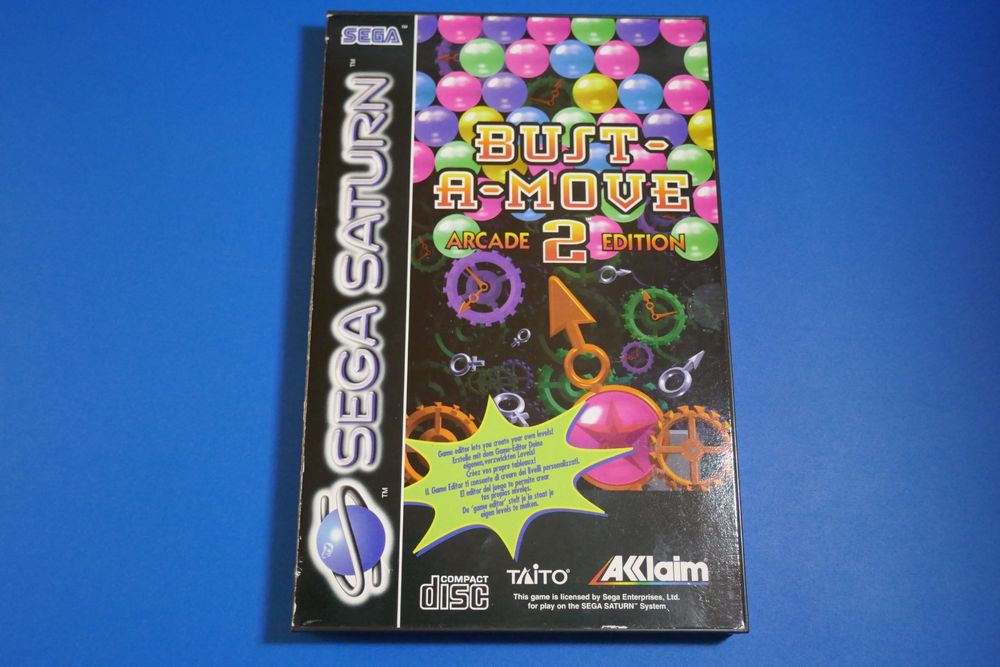 SEGA™
SEGA SATURN™
BUST-
A-MOVE
ARCADE 2™ EDITION
Game editor lets you create your own levels!
Erstelle mit dem Game-Editor Deine
eigenen, verzwickten Levels!
Créez vos propre tableaux!
IL Game Editor ti consente di creare dei livelli personalizzati.
El editor del juego te permite crear
tus propios niveles.
De 'game editor' stelt je in staat je
eigen levels te maken.
™
COMPACT
disc
TAITO®
AKKlaim
This game is licensed by Sega Enterprises, Ltd.
for play on the SEGA SATURN™ System